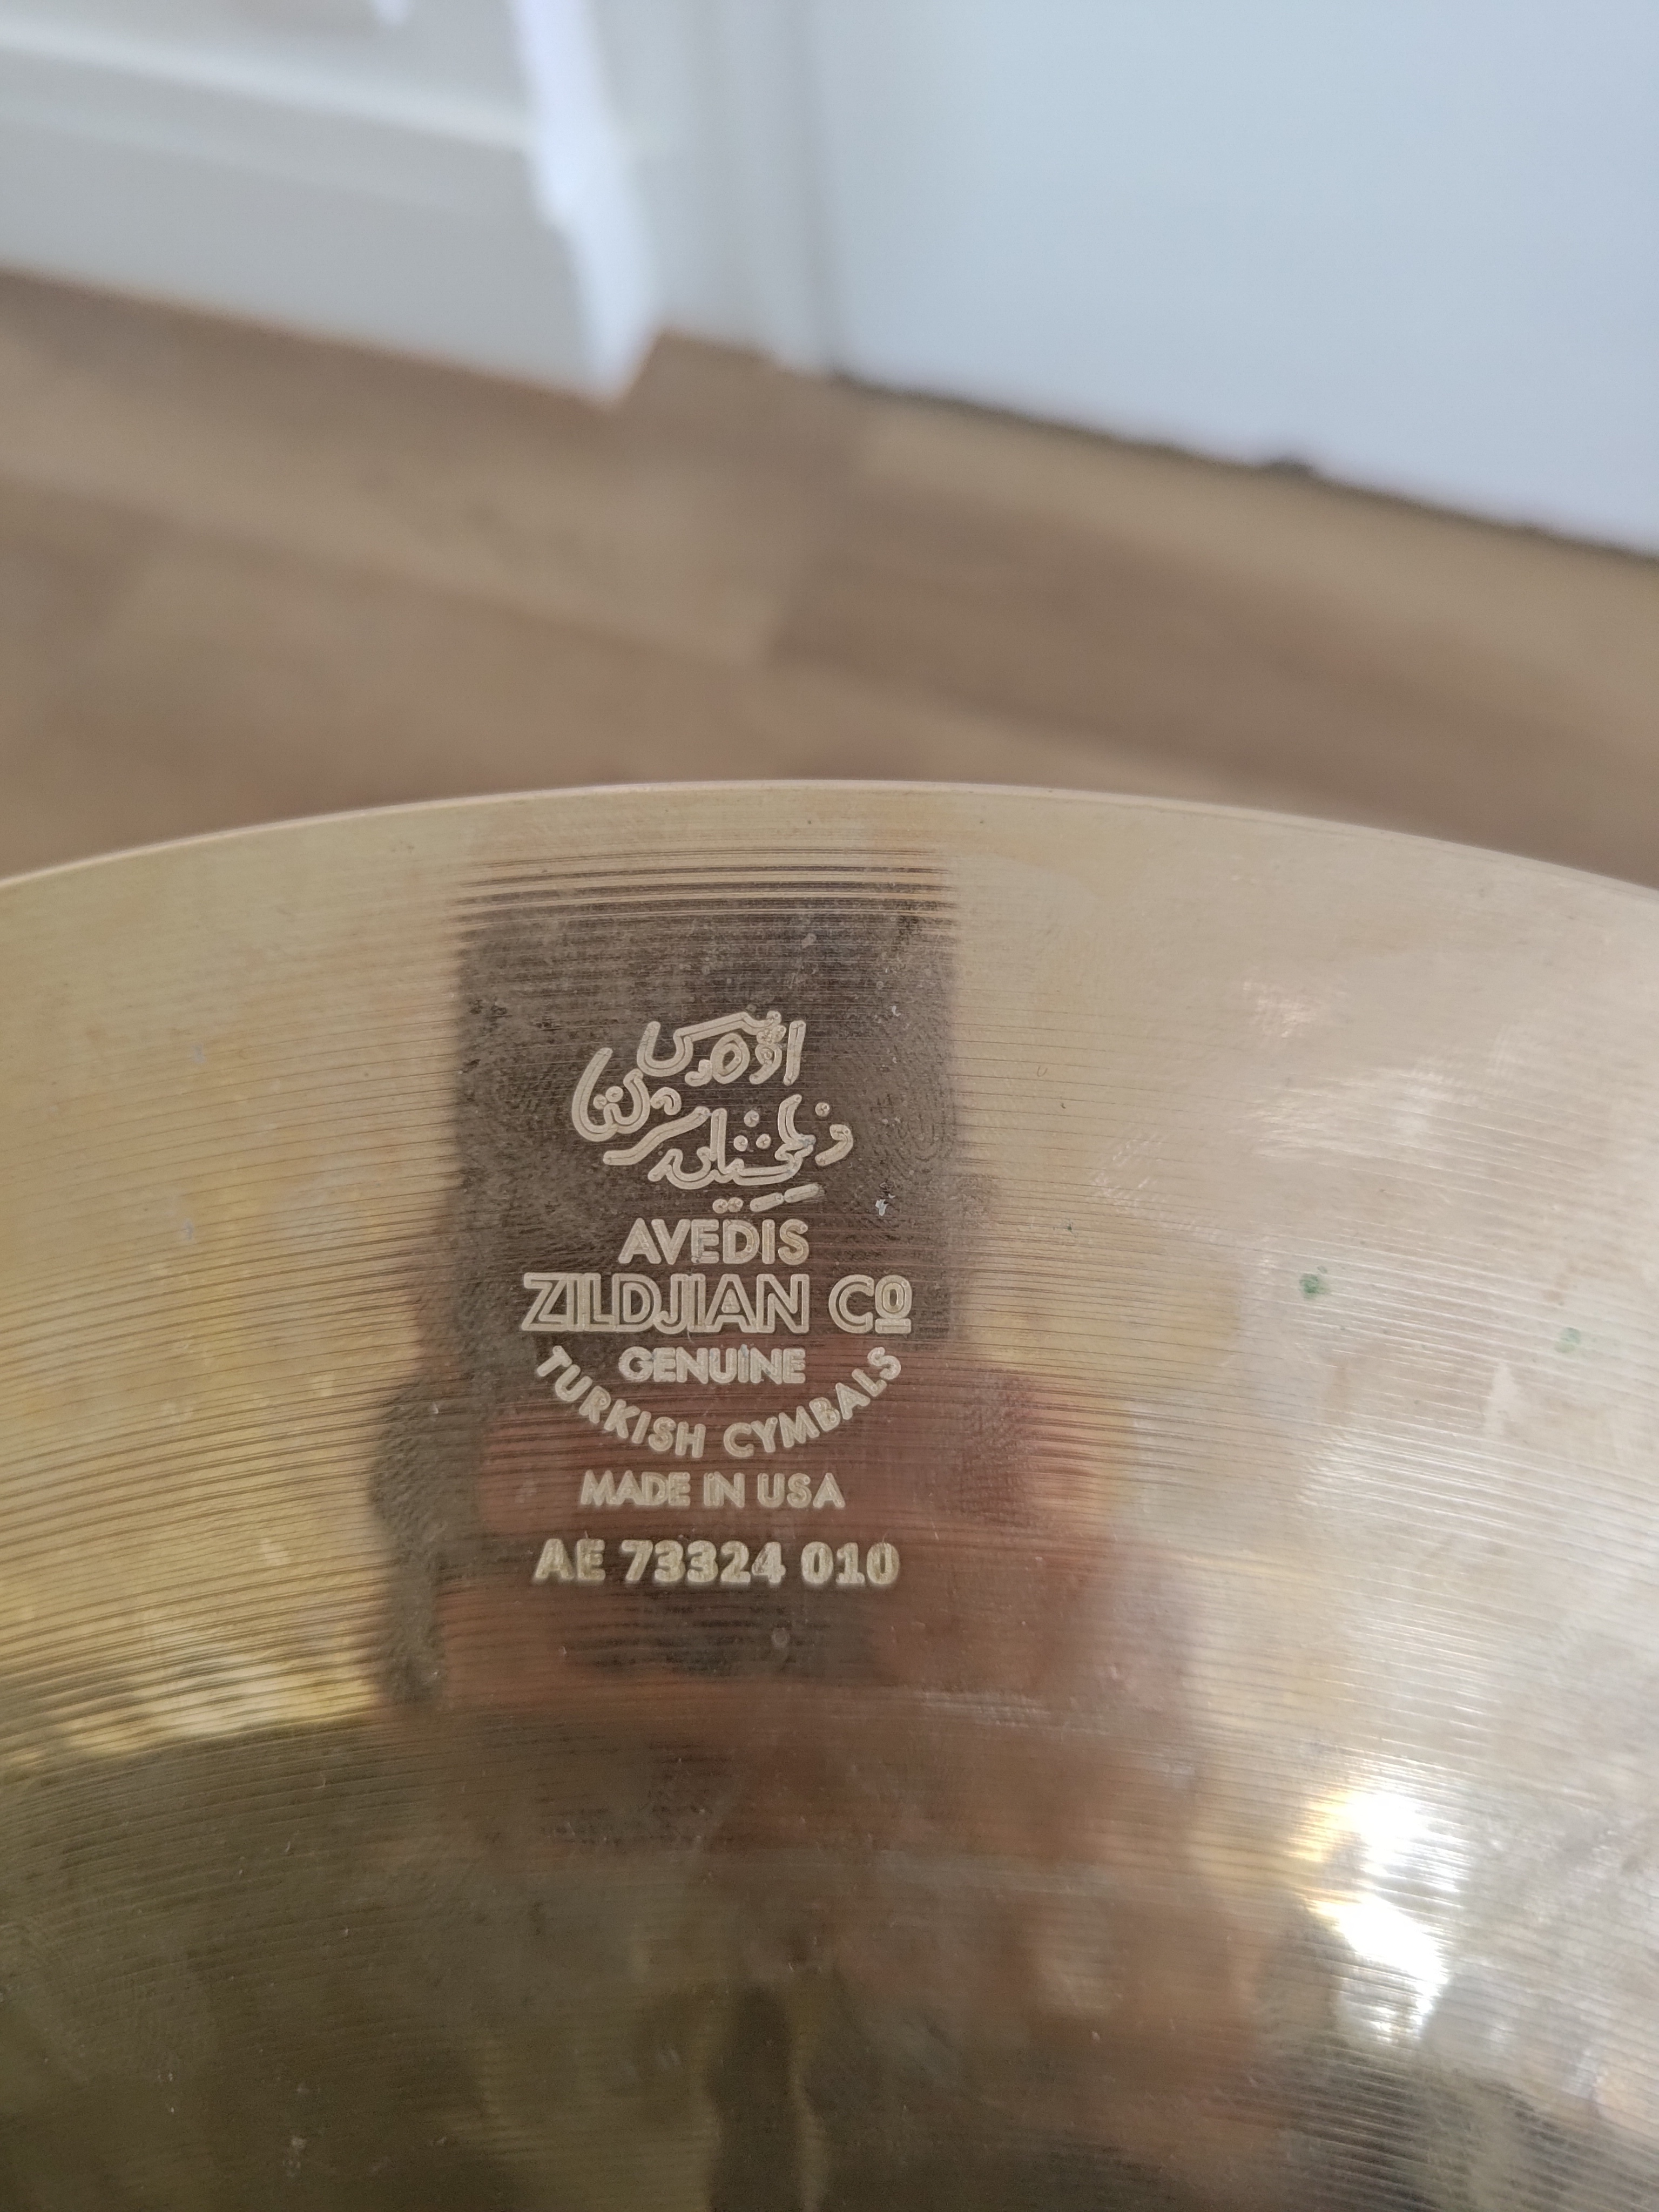 AVEDIS
ZILDJIAN Co
GENUINE
TURKISH CYMBALS
MADE IN USA
AE 73324 010